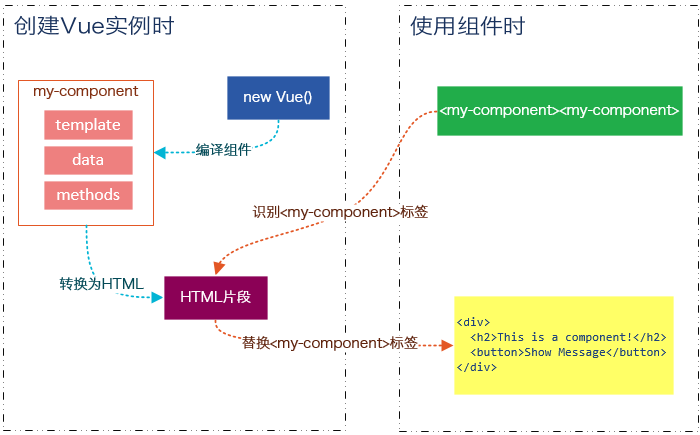 创建Vue实例时
my-component
template
data
methods
new Vue()
编译组件
转换为HTML
HTML片段
使用组件时
<my-component><my-component>
识别<my-component>标签
替换<my-component>标签
<div>
<h2>This is a component!</h2>
<button>Show Message</button>
</div>